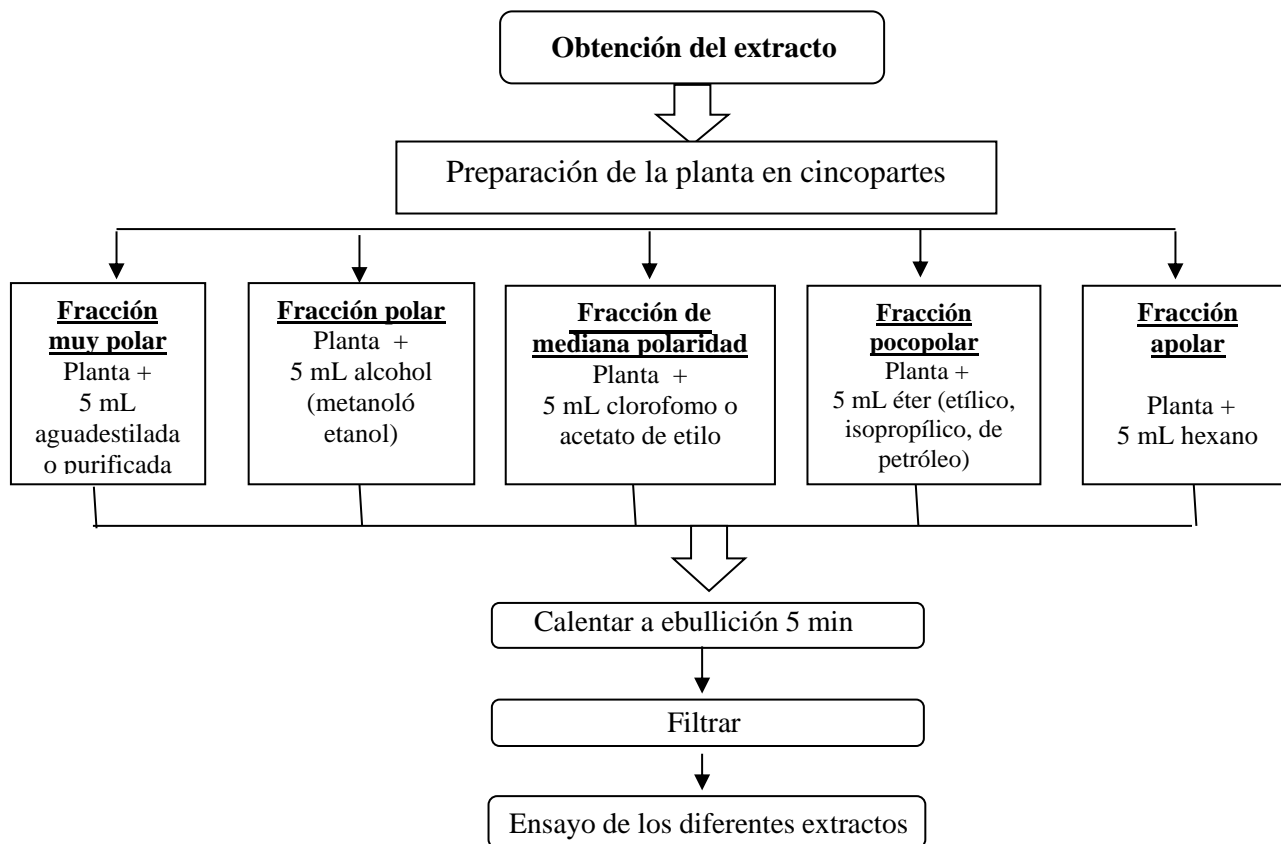 Obtención del extracto
Preparación de la planta en cincopartes
Fracción
muy polar
Planta +
5 mL
aguadestilada
o purificada
Fracción polar
Planta +
5 mL alcohol
(metanoló
etanol)
Fracción de
mediana polaridad
Planta +
5 mL clorofomo o
acetato de etilo
Fracción
pocopolar
Planta +
5 mL éter (etílico,
isopropílico, de
petróleo)
Fracción
apolar
Planta +
5 mL hexano
Calentar a ebullición 5 min
Filtrar
Ensayo de los diferentes extractos